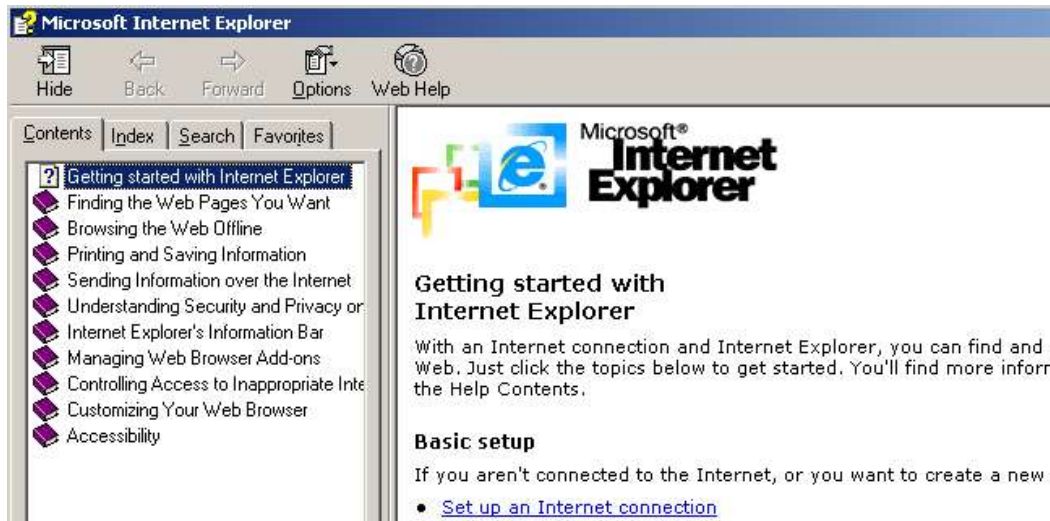 Microsoft Internet Explorer
Hide Back Forward Options Web Help
Contents Index Search Favorites
Getting started with Internet Explorer
Finding the Web Pages You Want
Browsing the Web Offline
Printing and Saving Information
Sending Information over the Internet
Understanding Security and Privacy or
Internet Explorer's Information Bar
Managing Web Browser Add-ons
Controlling Access to Inappropriate Inte
Customizing Your Web Browser
Accessibility
Microsoft®
Internet
Explorer
Getting started with
Internet Explorer
With an Internet connection and Internet Explorer, you can find and
Web. Just click the topics below to get started. You'll find more inforr
the Help Contents.
Basic setup
If you aren't connected to the Internet, or you want to create a new
• Set up an Internet connection